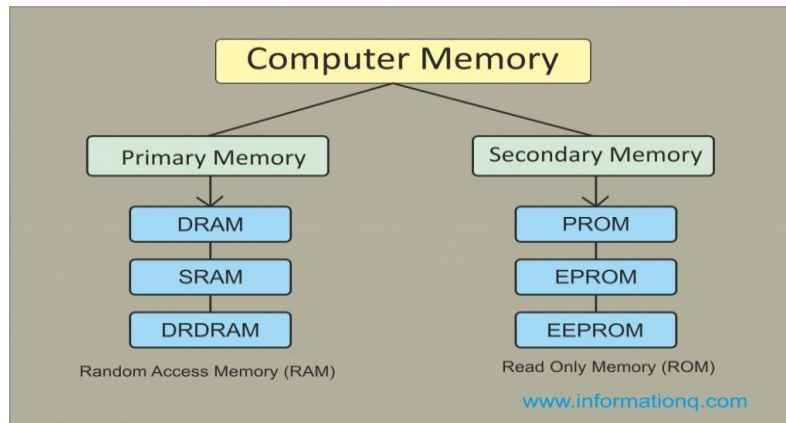 Computer Memory
Primary Memory
Secondary Memory
DRAM
PROM
SRAM
EPROM
DRDRAM
EEPROM
Random Access Memory (RAM)
Read Only Memory (ROM)
www.informationq.com